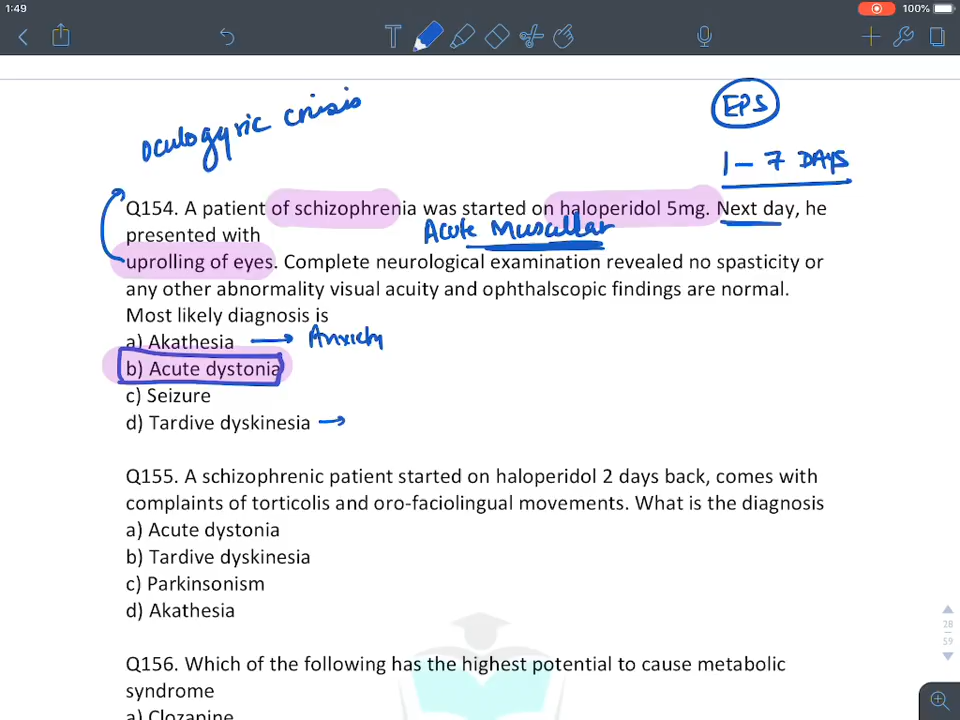 1:49
100%
T
oculogyric crisis
EPS
1 – 7 DAYS
Q154. A patient of schizophrenia was started on haloperidol 5mg. Next day, he
presented with
Acute Muscular
uprolling of eyes. Complete neurological examination revealed no spasticity or
any other abnormality visual acuity and ophthalscopic findings are normal.
Most likely diagnosis is
a) Akathesia → Anxiety
b) Acute dystonia
c) Seizure
d) Tardive dyskinesia →
Q155. A schizophrenic patient started on haloperidol 2 days back, comes with
complaints of torticolis and oro-faciolingual movements. What is the diagnosis
a) Acute dystonia
b) Tardive dyskinesia
c) Parkinsonism
d) Akathesia
28
59
Q156. Which of the following has the highest potential to cause metabolic
syndrome
a) Clozapine